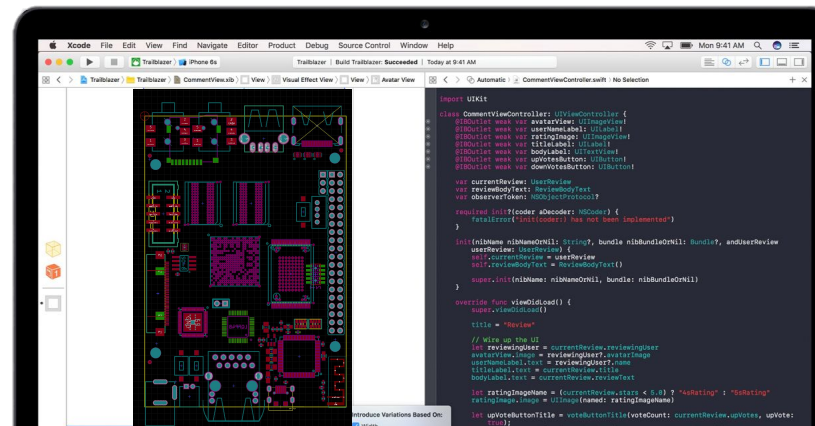 Xcode File Edit View Find Navigate Editor Product Debug Source Control Window Help Mon 9:41 AM
Trailblazer iPhone 6s Trailblazer | Build Trailblazer: Succeeded | Today at 9:41 AM
Trailblazer Trailblazer CommentView.xib View Visual Effect View View Avatar View Automatic CommentViewController.swift No Selection
import UIKit
class CommentViewController: UIViewController {
@IBOutlet weak var avatarView: UIImageView!
@IBOutlet weak var userNameLabel: UILabel!
@IBOutlet weak var ratingImage: UIImageView!
@IBOutlet weak var titleLabel: UILabel!
@IBOutlet weak var bodyLabel: UITextView!
@IBOutlet weak var upVotesButton: UIButton!
@IBOutlet weak var downVotesButton: UIButton!
var currentReview: UserReview
var reviewBodyText: ReviewBodyText
var observerToken: NSObjectProtocol?
required init?(coder aDecoder: NSCoder) {
fatalError("init(coder:) has not been implemented")
}
init(nibName nibNameOrNil: String?, bundle nibBundleOrNil: Bundle?, andUserReview
userReview: UserReview) {
self.currentReview = userReview
self.reviewBodyText = ReviewBodyText()
super.init(nibName: nibNameOrNil, bundle: nibBundleOrNil)
}
override func viewDidLoad() {
super.viewDidLoad()
title = "Review"
// Wire up the UI
let reviewingUser = currentReview.reviewingUser
avatarView.image = reviewingUser?.avatarImage
userNameLabel.text = reviewingUser?.name
titleLabel.text = currentReview.title
bodyLabel.text = currentReview.reviewText
let ratingImageName = (currentReview.stars < 5.0) ? "4sRating" : "5sRating"
ratingImage.image = UIImage(named: ratingImageName)
let upVoteButtonTitle = voteButtonTitle(voteCount: currentReview.upVotes, upVote:
true);
Introduce Variations Based On: